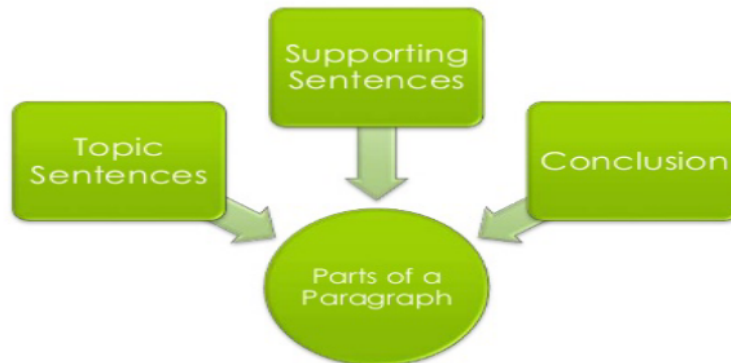 Supporting
Sentences
Topic
Sentences
Conclusion
Parts of a
Paragraph